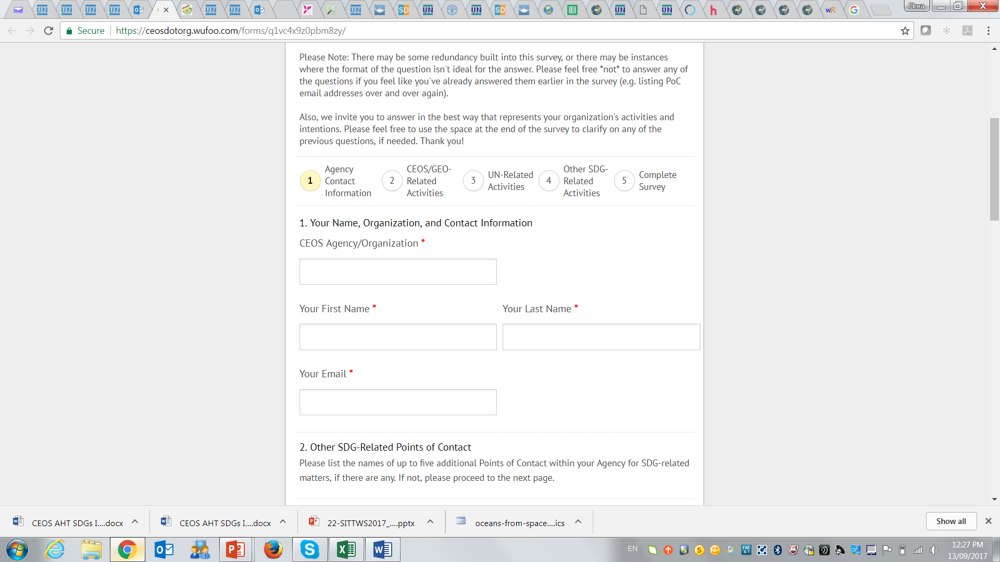 Flora
Secure
https://ceosdotorg.wufoo.com/forms/q1vc4x9z0pbm8zy/
Please Note: There may be some redundancy built into this survey, or there may be instances
where the format of the question isn't ideal for the answer. Please feel free *not* to answer any of
the questions if you feel like you've already answered them earlier in the survey (e.g. listing PoC
email addresses over and over again).
Also, we invite you to answer in the best way that represents your organization's activities and
intentions. Please feel free to use the space at the end of the survey to clarify on any of the
previous questions, if needed. Thank you!
1 Agency Contact Information
2 CEOS/GEO-Related Activities
3 UN-Related Activities
4 Other SDG-Related Activities
5 Complete Survey
1. Your Name, Organization, and Contact Information
CEOS Agency/Organization *
Your First Name *
Your Last Name *
Your Email *
2. Other SDG-Related Points of Contact
Please list the names of up to five additional Points of Contact within your Agency for SDG-related
matters, if there are any. If not, please proceed to the next page.
CEOS AHT SDGs I....docx
CEOS AHT SDGs I....docx
22-SITTWS2017_....pptx
oceans-from-space....ics
Show all
EN
12:27 PM
13/09/2017